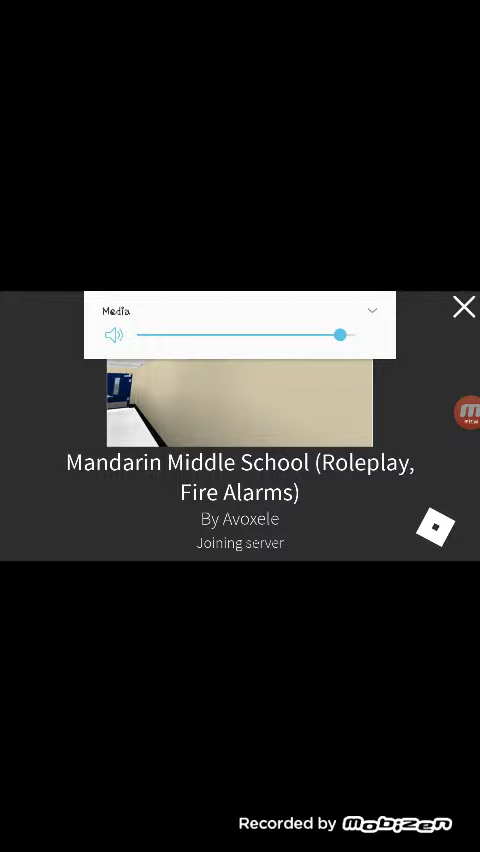 Media
Mandarin Middle School (Roleplay,
Fire Alarms)
By Avoxele
Joining server
Recorded by Mobizen